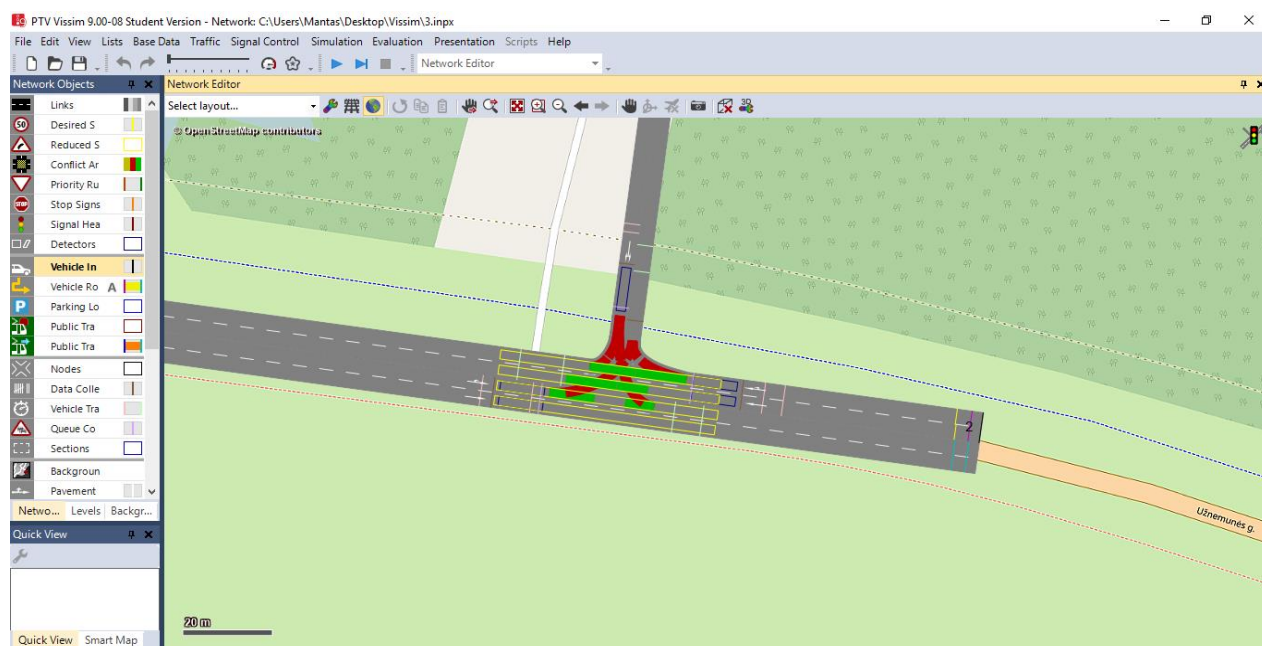 PTV Vissim 9.00-08 Student Version - Network: C:\Users\Mantas\Desktop\Vissim\3.inpx
File Edit View Lists Base Data Traffic Signal Control Simulation Evaluation Presentation Scripts Help
Network Editor
Network Objects
Network Editor
Select layout...
Links
50
Desired S
Reduced S
Conflict Ar
Priority Ru
STOP
Stop Signs
Signal Hea
Detectors
Vehicle In
Vehicle Ro A
P
Parking Lo
Public Tra
Public Tra
Nodes
Data Colle
Vehicle Tra
Queue Co
Sections
Backgroun
Pavement
Netwo... Levels Backgr...
Quick View
Quick View Smart Map
© OpenStreetMap contributors
2
Užnemunės g.
20 m